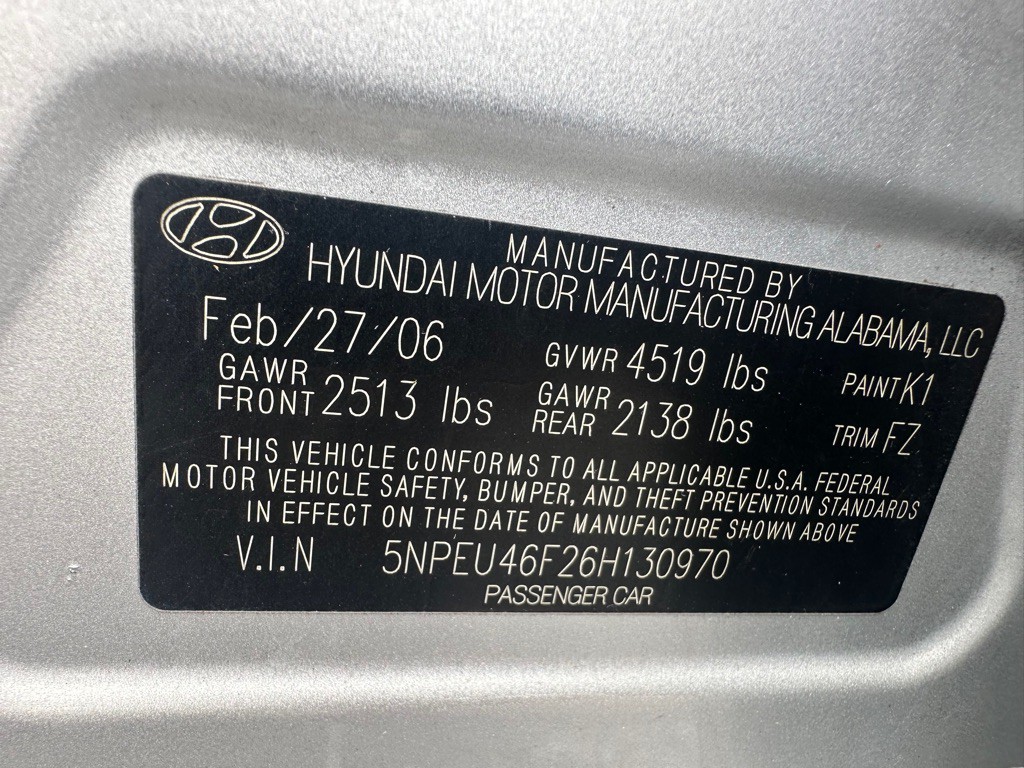 MANUFACTURED BY
HYUNDAI MOTOR MANUFACTURING ALABAMA, LLC
Feb/27/06 GVWR 4519 lbs PAINT K1
GAWR FRONT 2513 lbs GAWR REAR 2138 lbs TRIM FZ
THIS VEHICLE CONFORMS TO ALL APPLICABLE U.S.A. FEDERAL
MOTOR VEHICLE SAFETY, BUMPER, AND THEFT PREVENTION STANDARDS
IN EFFECT ON THE DATE OF MANUFACTURE SHOWN ABOVE
V.I.N 5NPEU46F26H130970
PASSENGER CAR